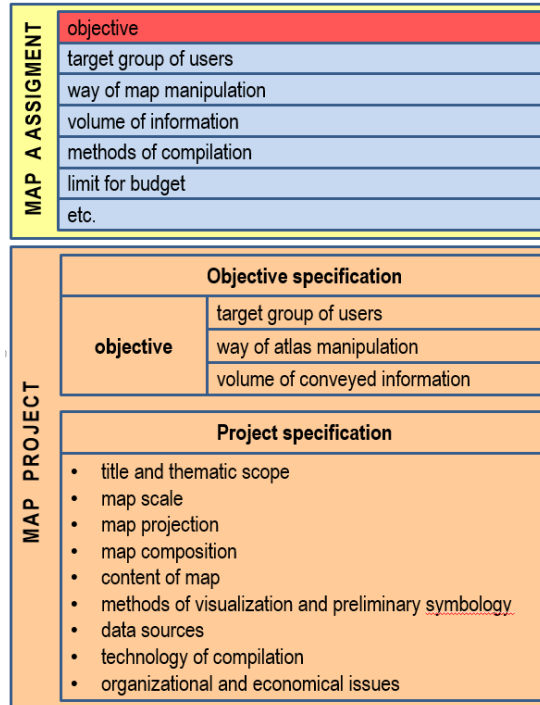 MAP A ASSIGMENT
objective
target group of users
way of map manipulation
volume of information
methods of compilation
limit for budget
etc.
MAP PROJECT
Objective specification
objective
target group of users
way of atlas manipulation
volume of conveyed information
Project specification
• title and thematic scope
• map scale
• map projection
• map composition
• content of map
• methods of visualization and preliminary symbology
• data sources
• technology of compilation
• organizational and economical issues